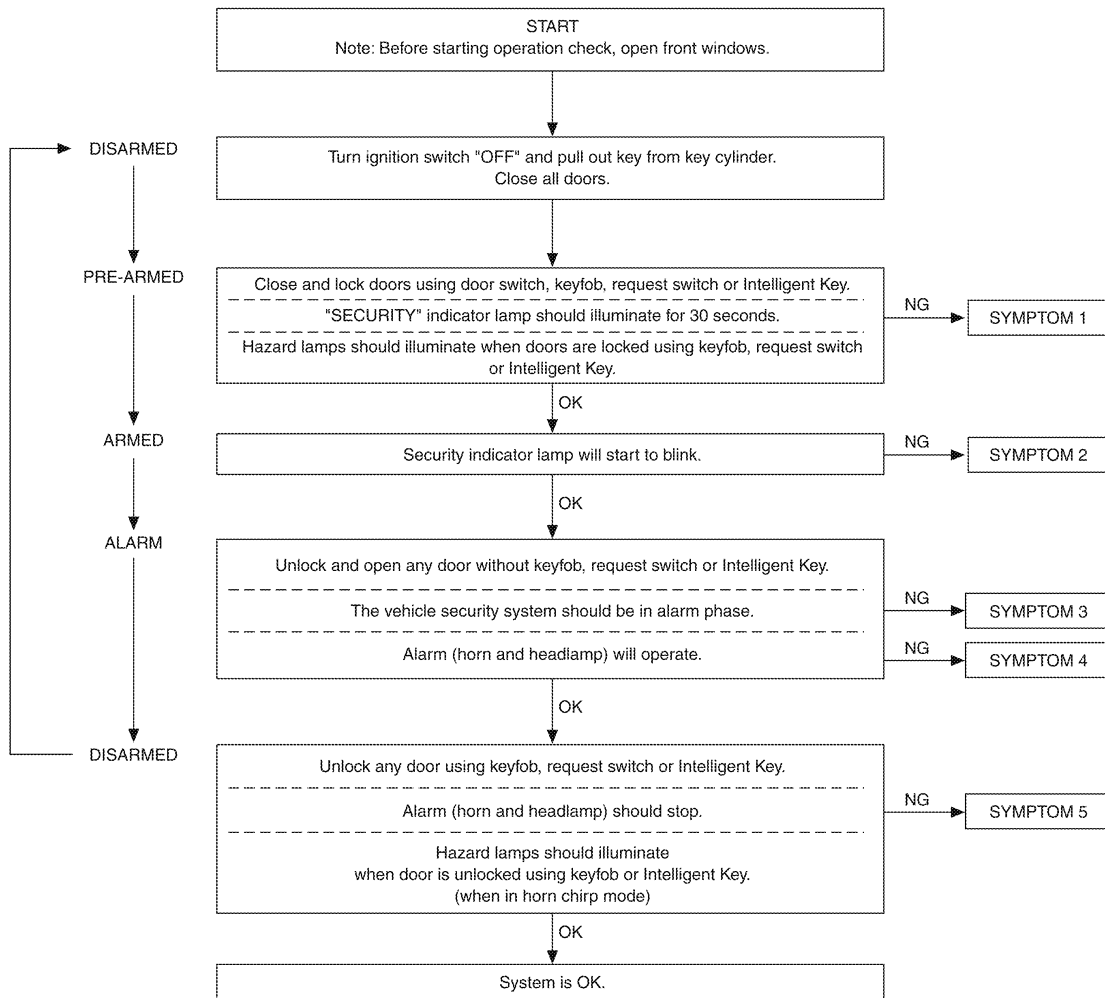 START
Note: Before starting operation check, open front windows.
DISARMED
Turn ignition switch "OFF" and pull out key from key cylinder.
Close all doors.
PRE-ARMED
Close and lock doors using door switch, keyfob, request switch or Intelligent Key.
"SECURITY" indicator lamp should illuminate for 30 seconds.
Hazard lamps should illuminate when doors are locked using keyfob, request switch
or Intelligent Key.
NG
SYMPTOM 1
OK
ARMED
Security indicator lamp will start to blink.
NG
SYMPTOM 2
OK
ALARM
Unlock and open any door without keyfob, request switch or Intelligent Key.
The vehicle security system should be in alarm phase.
NG
SYMPTOM 3
Alarm (horn and headlamp) will operate.
NG
SYMPTOM 4
OK
DISARMED
Unlock any door using keyfob, request switch or Intelligent Key.
Alarm (horn and headlamp) should stop.
NG
SYMPTOM 5
Hazard lamps should illuminate
when door is unlocked using keyfob or Intelligent Key.
(when in horn chirp mode)
OK
System is OK.